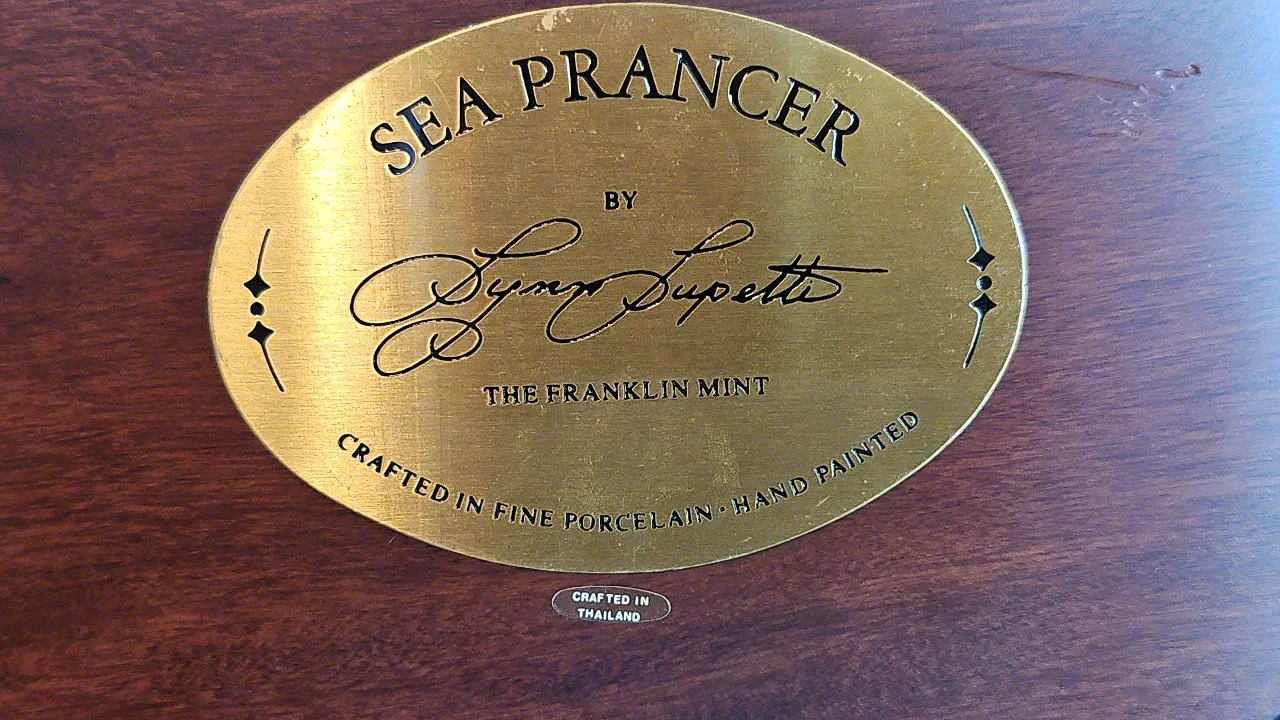 SEA PRANCER
BY
Lynn Lupetti
THE FRANKLIN MINT
CRAFTED IN FINE PORCELAIN · HAND PAINTED
CRAFTED IN
THAILAND